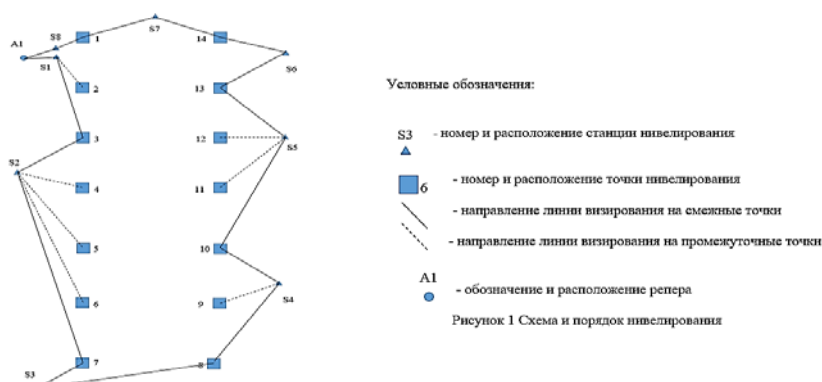 S7
A1 S8 1 14
S1 S6
2 13
3 12 S5
S2
4 11
5 10
S4
6 9
7 8
S3
Условные обозначения:
S3 - номер и расположение станции нивелирования
6 - номер и расположение точки нивелирования
- направление линии визирования на смежные точки
- направление линии визирования на промежуточные точки
A1
- обозначение и расположение репера
Рисунок 1 Схема и порядок нивелирования